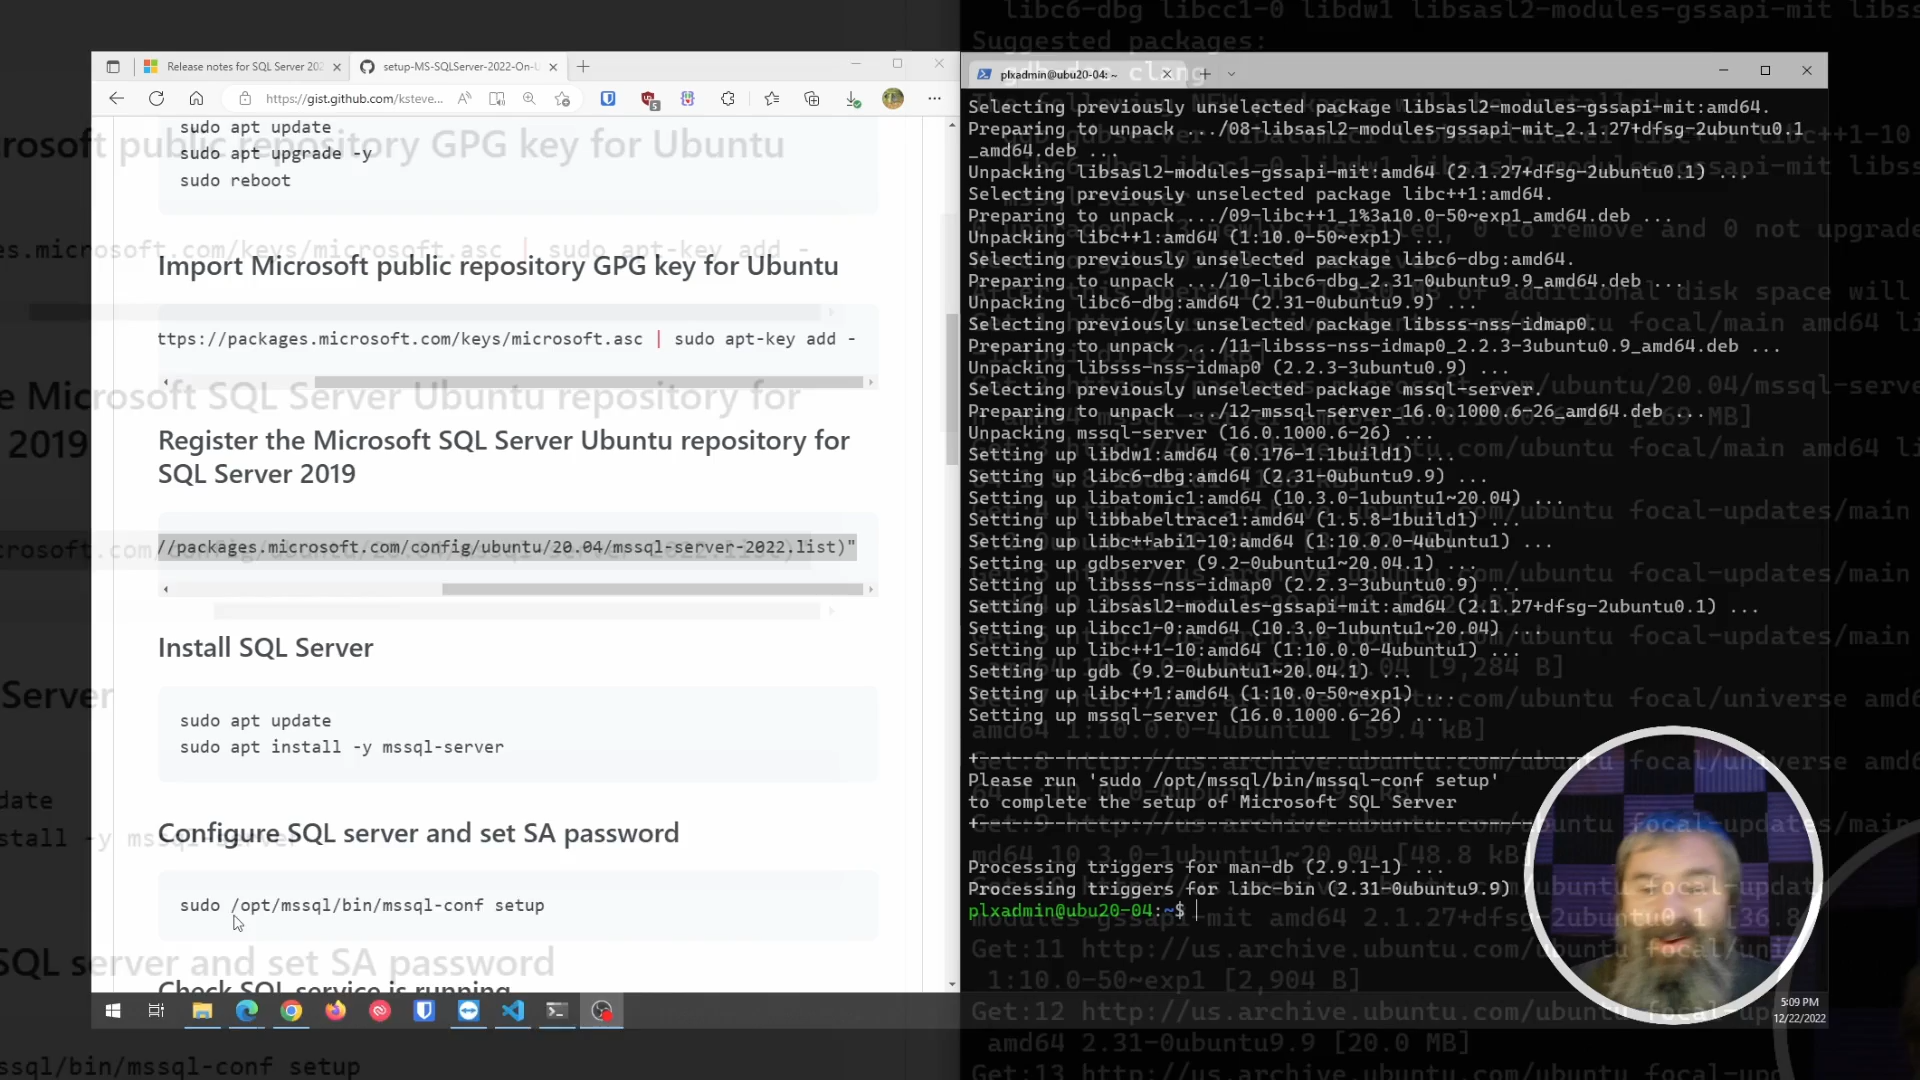 Release notes for SQL Server 202
setup-MS-SQLServer-2022-On-U
https://gist.github.com/ksteve...
sudo apt update
sudo apt upgrade -y
sudo reboot
Import Microsoft public repository GPG key for Ubuntu
ttps://packages.microsoft.com/keys/microsoft.asc | sudo apt-key add -
Register the Microsoft SQL Server Ubuntu repository for
SQL Server 2019
//packages.microsoft.com/config/ubuntu/20.04/mssql-server-2022.list)"
Install SQL Server
sudo apt update
sudo apt install -y mssql-server
Configure SQL server and set SA password
sudo /opt/mssql/bin/mssql-conf setup
Check SQL service is running
plxadmin@ubu20-04: ~
Selecting previously unselected package libsasl2-modules-gssapi-mit:amd64.
Preparing to unpack .../08-libsasl2-modules-gssapi-mit_2.1.27+dfsg-2ubuntu0.1
_amd64.deb ...
Unpacking libsasl2-modules-gssapi-mit:amd64 (2.1.27+dfsg-2ubuntu0.1) ...
Selecting previously unselected package libc++1:amd64.
Preparing to unpack .../09-libc++1_1%3a10.0-50~exp1_amd64.deb ...
Unpacking libc++1:amd64 (1:10.0-50~exp1) ...
Selecting previously unselected package libc6-dbg:amd64.
Preparing to unpack .../10-libc6-dbg_2.31-0ubuntu9.9_amd64.deb ...
Unpacking libc6-dbg:amd64 (2.31-0ubuntu9.9) ...
Selecting previously unselected package libsss-nss-idmap0.
Preparing to unpack .../11-libsss-nss-idmap0_2.2.3-3ubuntu0.9_amd64.deb ...
Unpacking libsss-nss-idmap0 (2.2.3-3ubuntu0.9) ...
Selecting previously unselected package mssql-server.
Preparing to unpack .../12-mssql-server_16.0.1000.6-26_amd64.deb ...
Unpacking mssql-server (16.0.1000.6-26) ...
Setting up libdw1:amd64 (0.176-1.1build1) ...
Setting up libc6-dbg:amd64 (2.31-0ubuntu9.9) ...
Setting up libatomic1:amd64 (10.3.0-1ubuntu1~20.04) ...
Setting up libbabeltrace1:amd64 (1.5.8-1build1) ...
Setting up libc++abi1-10:amd64 (1:10.0.0-4ubuntu1) ...
Setting up gdbserver (9.2-0ubuntu1~20.04.1) ...
Setting up libsss-nss-idmap0 (2.2.3-3ubuntu0.9) ...
Setting up libsasl2-modules-gssapi-mit:amd64 (2.1.27+dfsg-2ubuntu0.1) ...
Setting up libcc1-0:amd64 (10.3.0-1ubuntu1~20.04) ...
Setting up libc++1-10:amd64 (1:10.0.0-4ubuntu1) ...
Setting up gdb (9.2-0ubuntu1~20.04.1) ...
Setting up libc++1:amd64 (1:10.0-50~exp1) ...
Setting up mssql-server (16.0.1000.6-26) ...
Please run 'sudo /opt/mssql/bin/mssql-conf setup'
to complete the setup of Microsoft SQL Server
Processing triggers for man-db (2.9.1-1) ...
Processing triggers for libc-bin (2.31-0ubuntu9.9)
plxadmin@ubu20-04:~$
5:09 PM
12/22/2022